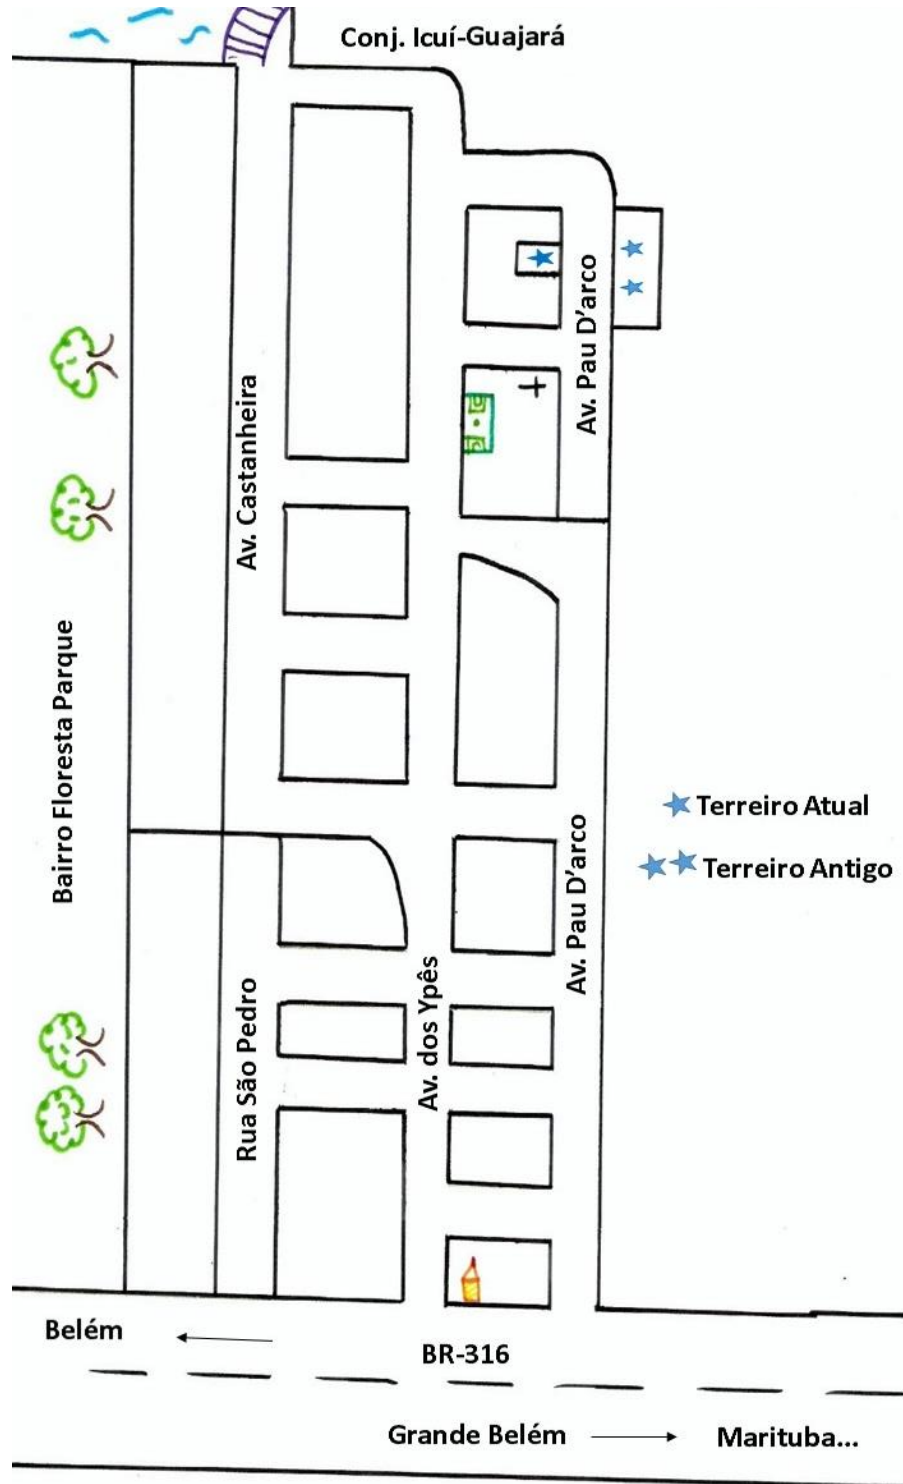 Conj. Icuí-Guajará
Av. Pau D'arco
Av. Castanheira
Bairro Floresta Parque
Terreiro Atual
Terreiro Antigo
Av. Pau D'arco
Av. dos Ypês
Rua São Pedro
Belém
BR-316
Grande Belém
Marituba...